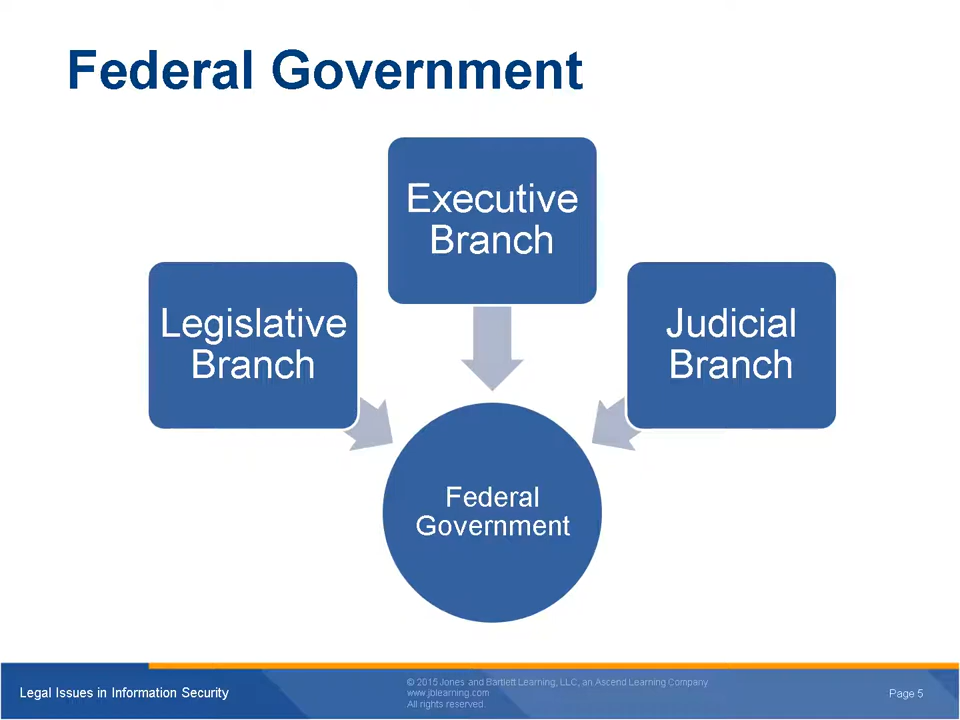 Federal Government
Executive
Branch
Legislative
Branch
Judicial
Branch
Federal
Government
Legal Issues in Information Security
© 2015 Jones and Bartlett Learning, LLC, an Ascend Learning Company
www.jblearning.com
All rights reserved.
Page 5